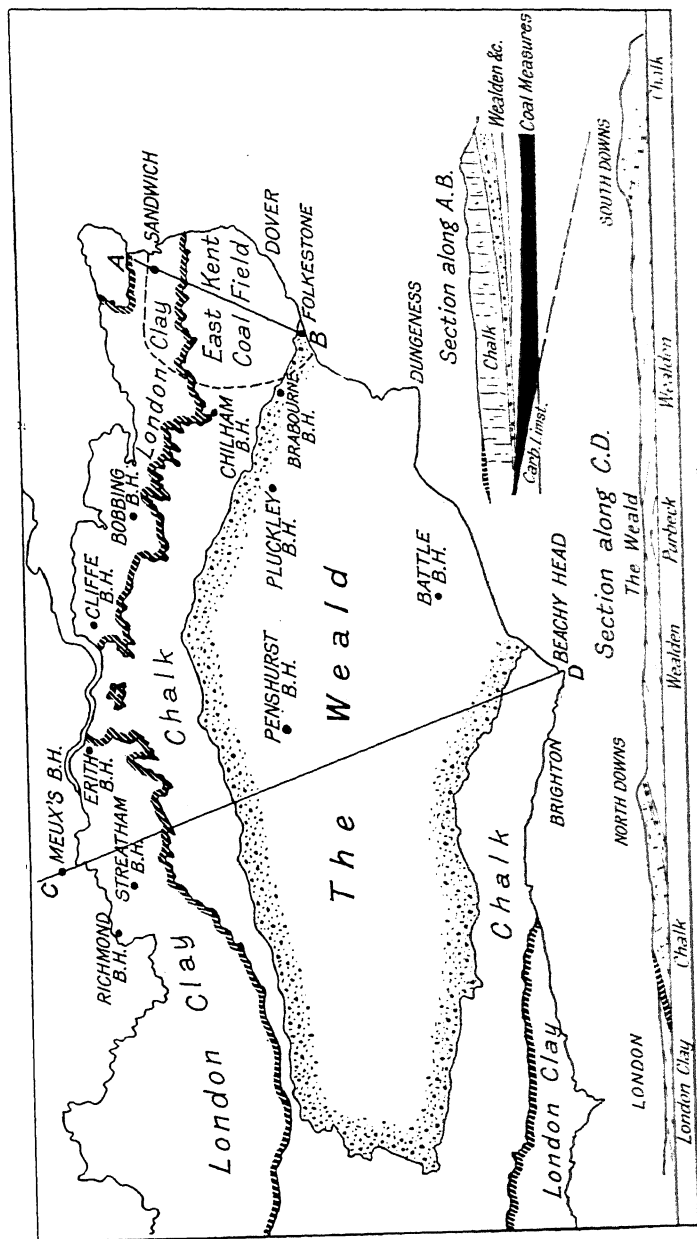 C
MEUX'S B.H.
RICHMOND
B.H.
STREATHAM
B.H.
ERITH
B.H.
CLIFFE
B.H.
BOBBING
B.H.
A
SANDWICH
London Clay
London Clay
Chalk
CHILHAM
B.H.
East Kent
Coal Field
DOVER
FOLKESTONE
B
BRABOURNE
B.H.
PLUCKLEY
B.H.
PENSHURST
B.H.
The Weald
BATTLE
B.H.
DUNGENESS
Chalk
BRIGHTON
BEACHY HEAD
D
London Clay
Section along A.B.
Chalk
Wealden &c.
Coal Measures
Carb. Limst.
Section along C.D.
LONDON
NORTH DOWNS
The Weald
SOUTH DOWNS
London Clay
Chalk
Wealden
Purbeck
Wealden
Chalk